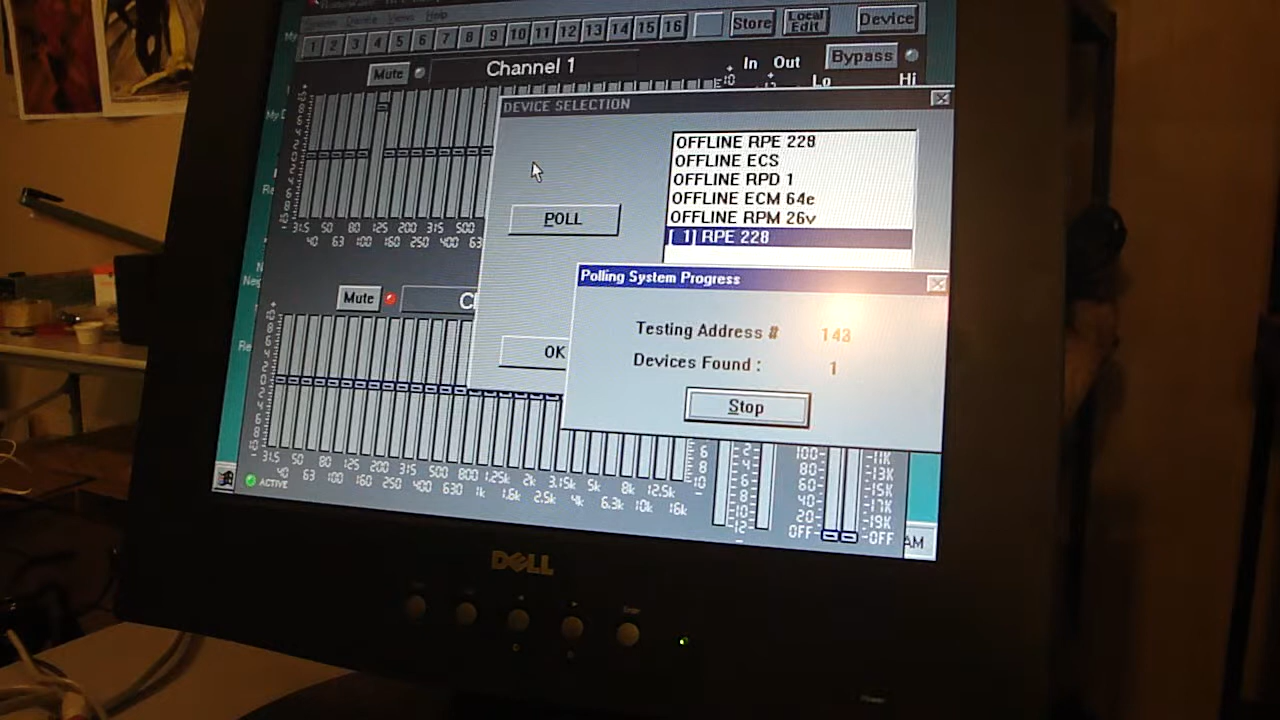 Device Views Help
1 2 3 4 5 6 7 8 9 10 11 12 13 14 15 16 Store Local Edit Device
Mute Channel 1 In Out Bypass
Lo Hi
DEVICE SELECTION
OFFLINE RPE 228
OFFLINE ECS
OFFLINE RPD 1
OFFLINE ECM 64e
OFFLINE RPM 26v
[ 1] RPE 228
POLL
OK
31.5 50 80 125 200 315 500
40 63 100 160 250 400 63
Polling System Progress
Testing Address # 143
Devices Found : 1
Stop
Mute C
31.5 50 80 125 200 315 500 800 1.25k 2k 3.15k 5k 8k 12.5k
40 63 100 160 250 400 630 1k 1.6k 2.5k 4k 6.3k 10k 16k
100 -11K
80 -13K
60 -15K
40 -17K
20 -19K
OFF -OFF
ACTIVE
AM
DELL